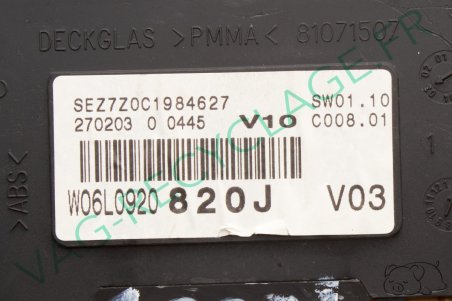 DECKGLAS >PMMA< 81071507
SEZ7Z0C1984627 SW01.10
270203 0 0445 V10 C008.01
>ABS<
W06L0920 820J V03
VAG-RECYCLAGE.FR